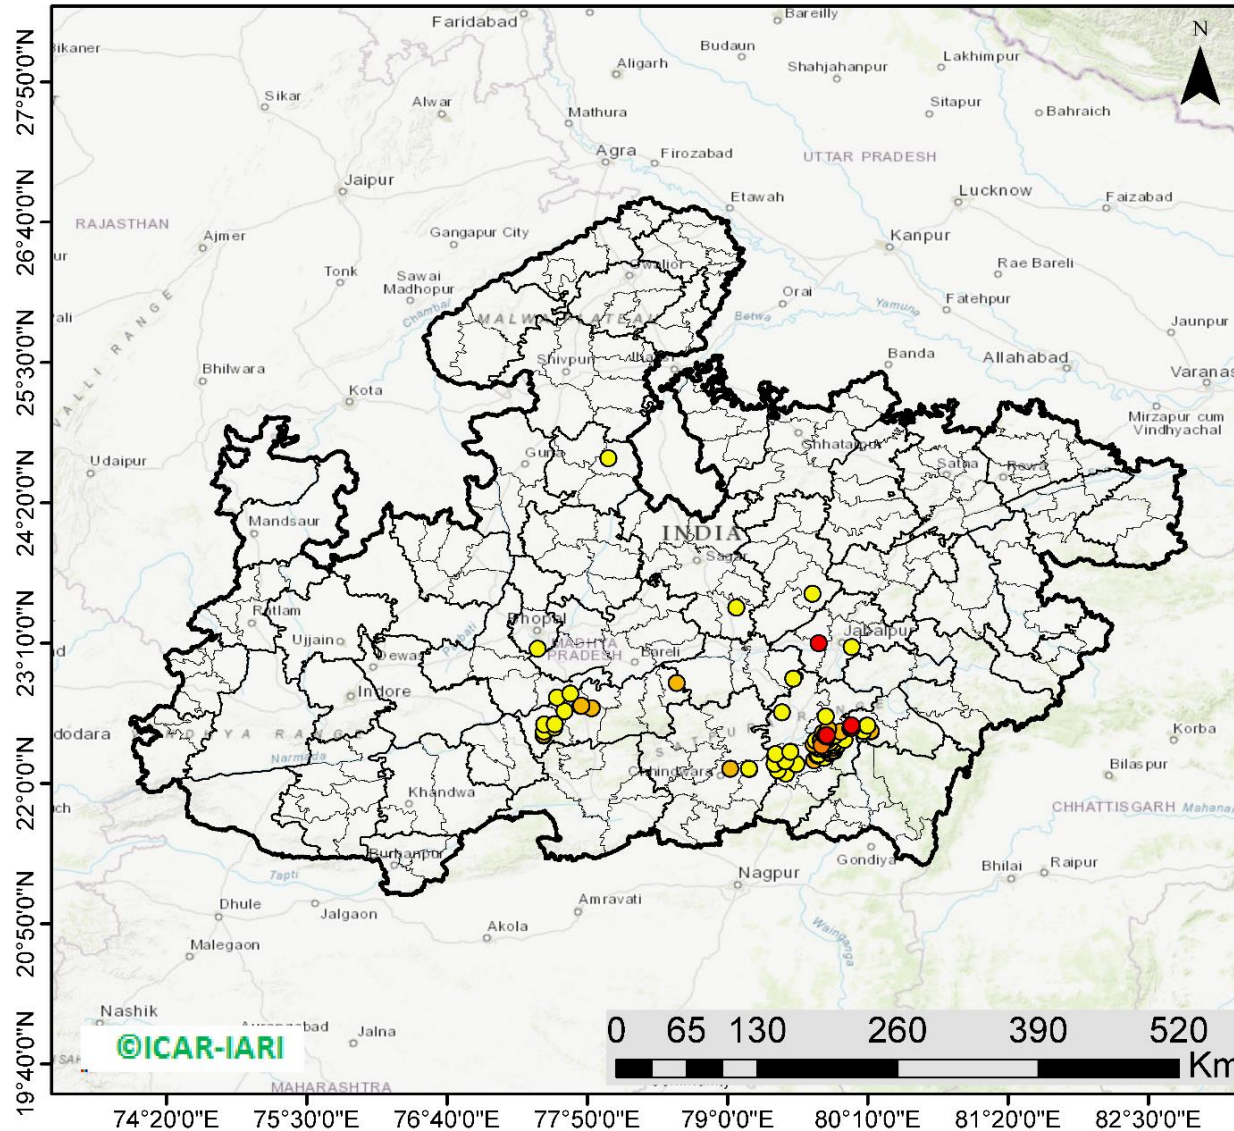 Faridabad
Bareilly
N
27°50'0"N
Bikaner
Budaun
Lakhimpur
Aligarh
Shahjahanpur
Sikar
Alwar
Mathura
Sitapur
Bahraich
Agra
Firozabad
UTTAR PRADESH
Jaipur
Lucknow
Etawah
Faizabad
26°40'0"N
RAJASTHAN
Ajmer
Gangapur City
Kanpur
Tonk
Sawai
Madhopur
Rae Bareli
Orai
Chambal
Yamuna
Fatehpur
MALWA PLATEAU
Betwa
Jaunpur
25°30'0"N
Shivpuri
Banda
Allahabad
Bhilwara
Kota
Varanas
Mirzapur cum
Vindhyachal
Chhatarpur
Udaipur
Guna
Satna
Rewa
24°20'0"N
Mandsaur
INDIA
Sagar
Ratlam
Bhopal
Jabalpur
23°10'0"N
Ujjain
Parbati
MADHYA
PRADESH
Dewas
Bareli
Indore
Korba
dodara
Narmada
Chhindwara
Bilaspur
22°0'0"N
Khandwa
CHHATTISGARH
Mahana
Burhanpur
Gondiya
Bhilai
Raipur
Tapti
Nagpur
Dhule
Jalgaon
Amravati
20°50'0"N
Akola
Wainganga
Malegaon
Nashik
Jalna
0 65 130 260 390 520
Km
©ICAR-IARI
19°40'0"N
MAHARASHTRA
74°20'0"E 75°30'0"E 76°40'0"E 77°50'0"E 79°0'0"E 80°10'0"E 81°20'0"E 82°30'0"E